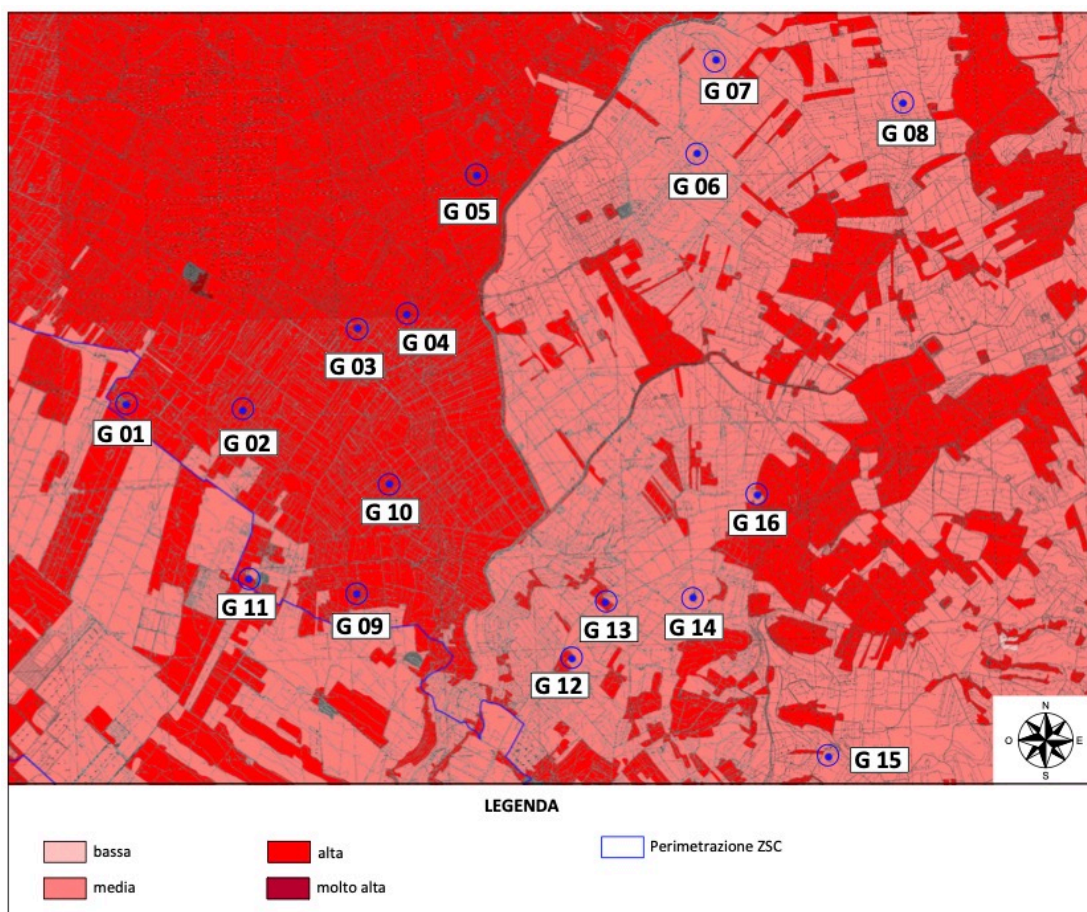 G 07
G 08
G 06
G 05
G 04
G 03
G 01
G 02
G 10
G 16
G 11
G 09
G 13
G 14
G 12
G 15
N
O
E
S
LEGENDA
bassa
alta
Perimetrazione ZSC
media
molto alta